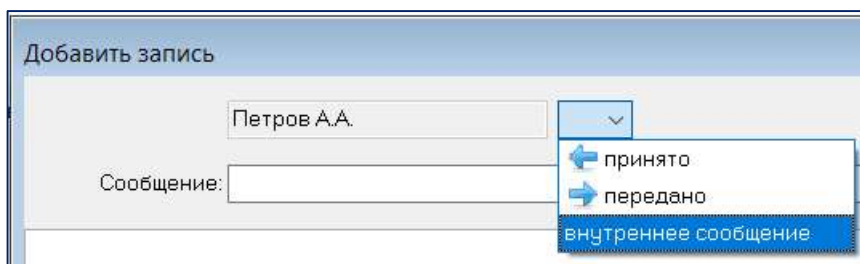 Добавить запись
Петров А.А.
принято
Сообщение:
передано
внутреннее сообщение